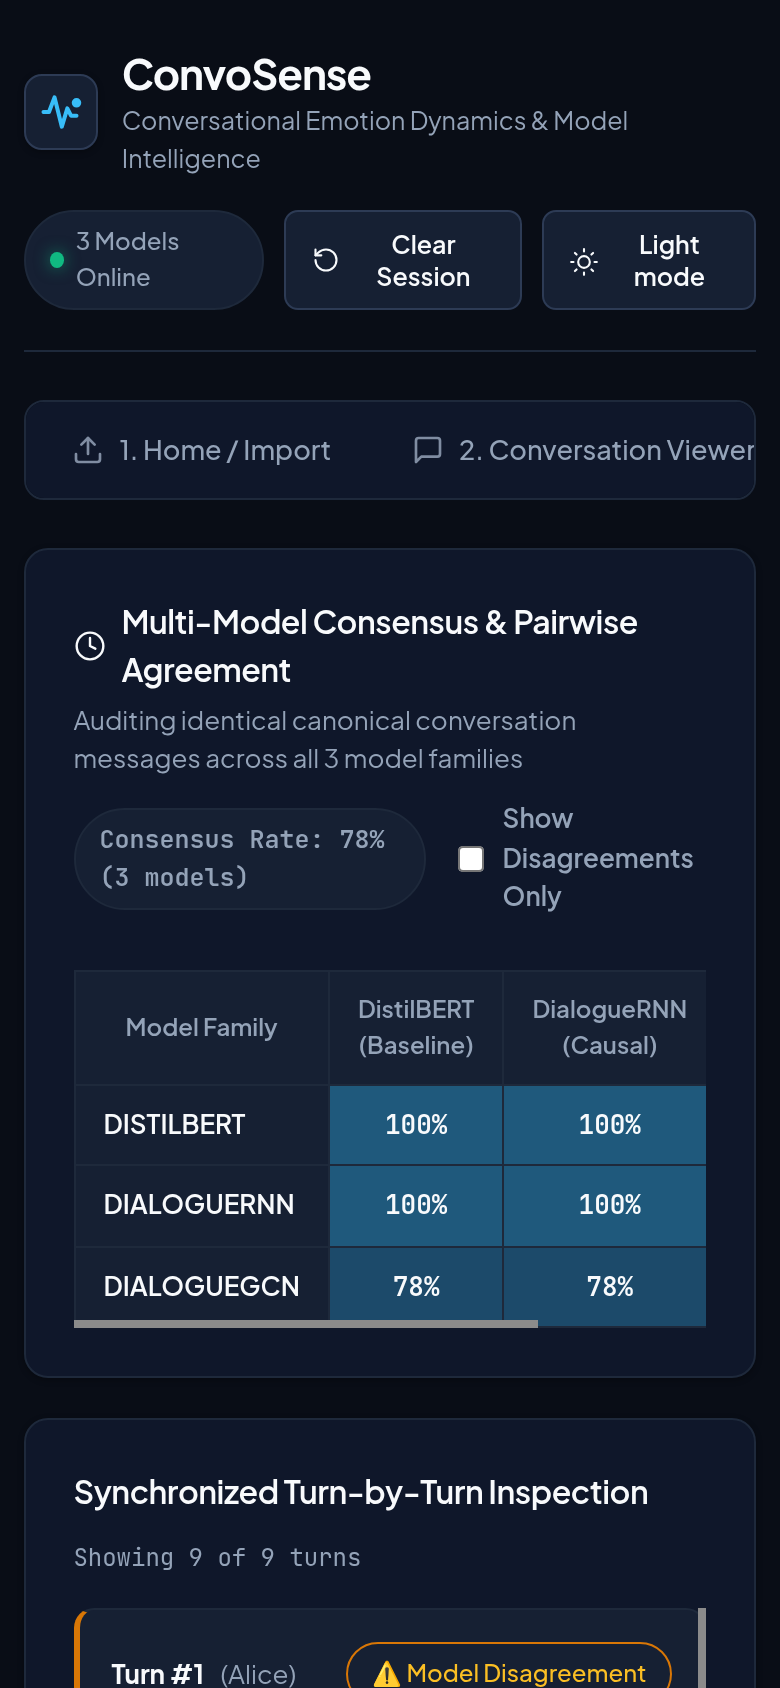 ConvoSense
Conversational Emotion Dynamics & Model
Intelligence
3 Models
Online
Clear
Session
Light
mode
1. Home / Import
2. Conversation Viewer
Multi-Model Consensus & Pairwise
Agreement
Auditing identical canonical conversation
messages across all 3 model families
Consensus Rate: 78%
(3 models)
Show
Disagreements
Only
Model Family
DistilBERT
(Baseline)
DialogueRNN
(Causal)
DISTILBERT 100% 100%
DIALOGUERNN 100% 100%
DIALOGUEGCN 78% 78%
Synchronized Turn-by-Turn Inspection
Showing 9 of 9 turns
Turn #1 (Alice) ⚠️ Model Disagreement